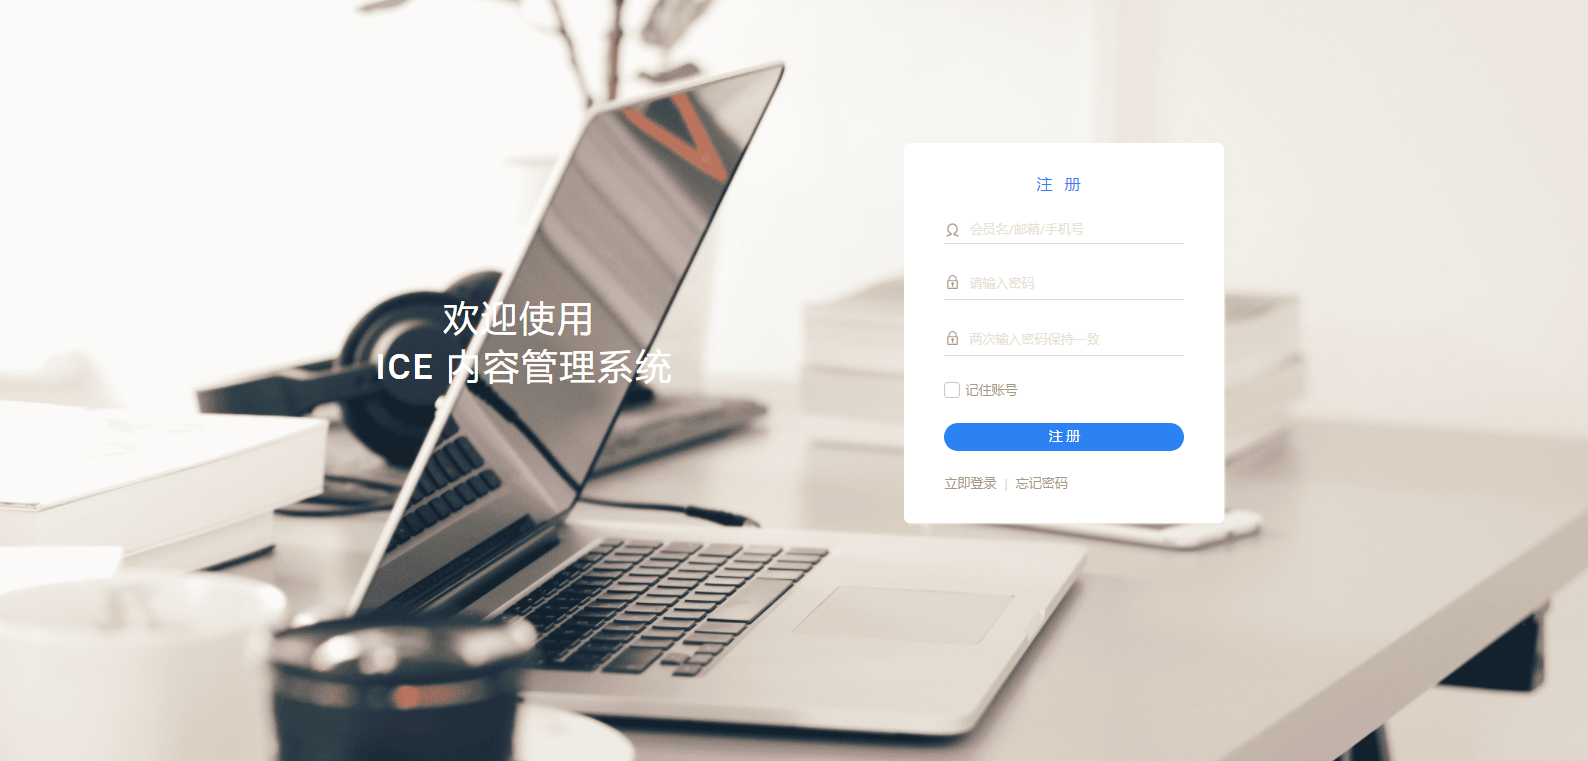 欢迎使用
ICE 内容管理系统
注 册
会员名/邮箱/手机号
请输入密码
两次输入密码保持一致
记住账号
注 册
立即登录 | 忘记密码